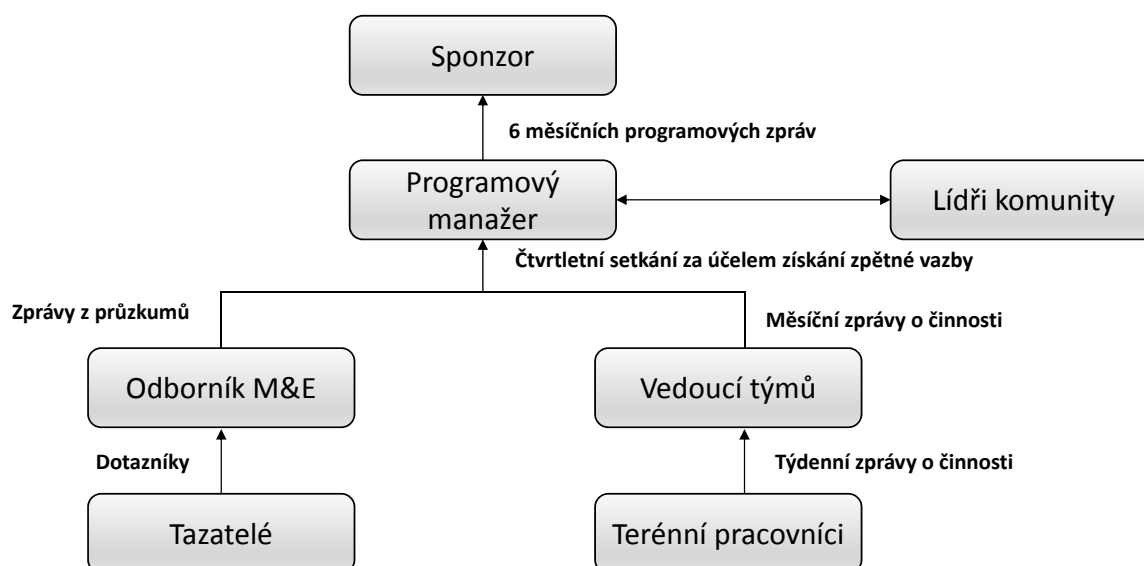 Sponzor
6 měsíčních programových zpráv
Programový
manažer
Lídři komunity
Čtvrtletní setkání za účelem získání zpětné vazby
Zprávy z průzkumů
Měsíční zprávy o činnosti
Odborník M&E
Vedoucí týmů
Dotazníky
Týdenní zprávy o činnosti
Tazatelé
Terénní pracovníci